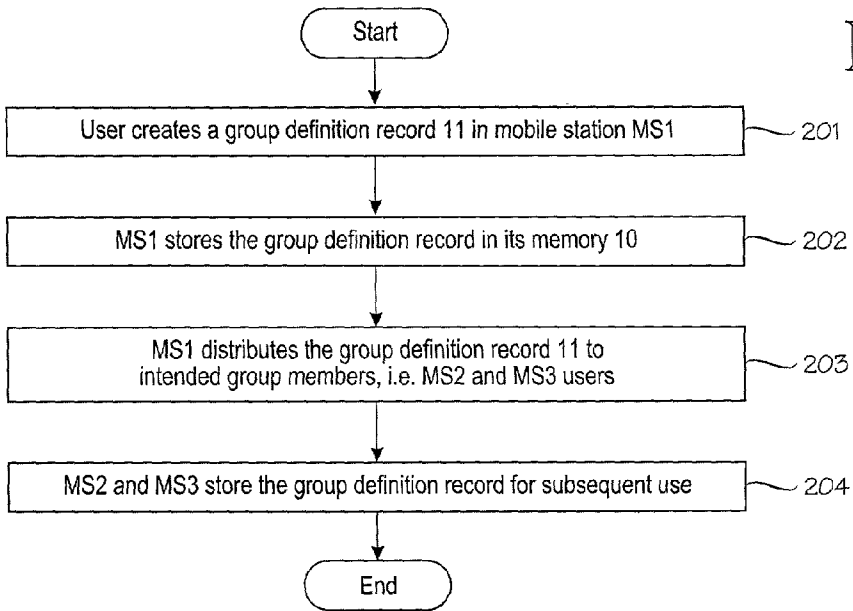 Start
User creates a group definition record 11 in mobile station MS1
201
MS1 stores the group definition record in its memory 10
202
MS1 distributes the group definition record 11 to
intended group members, i.e. MS2 and MS3 users
203
MS2 and MS3 store the group definition record for subsequent use
204
End